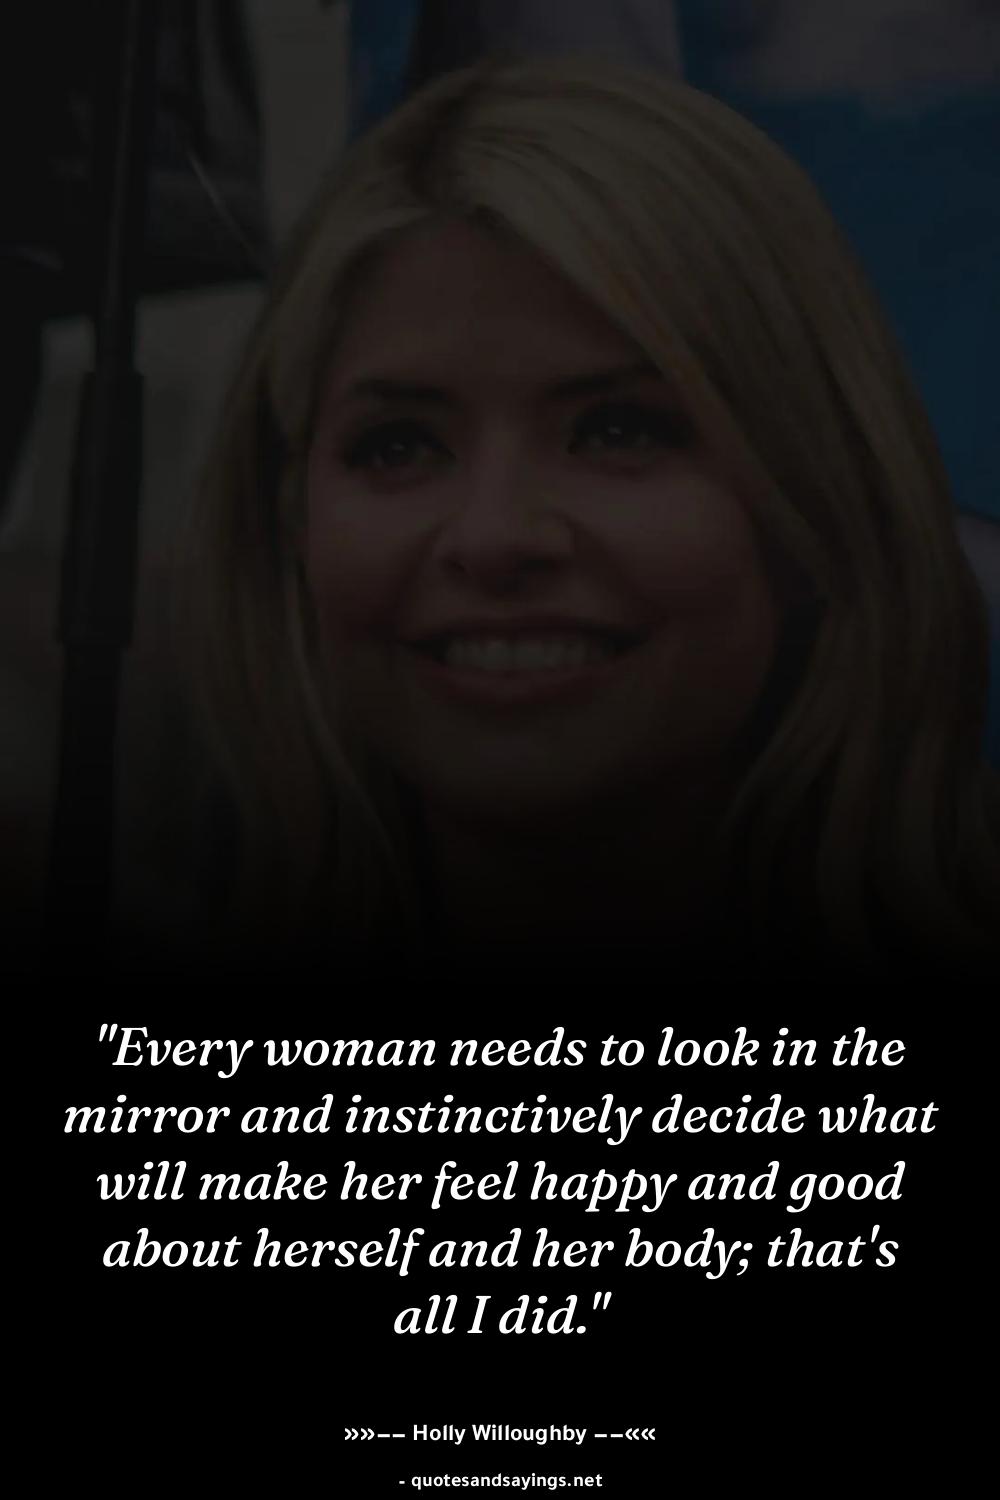 "Every woman needs to look in the
mirror and instinctively decide what
will make her feel happy and good
about herself and her body; that's
all I did."
»»−− Holly Willoughby −−««
- quotesandsayings.net